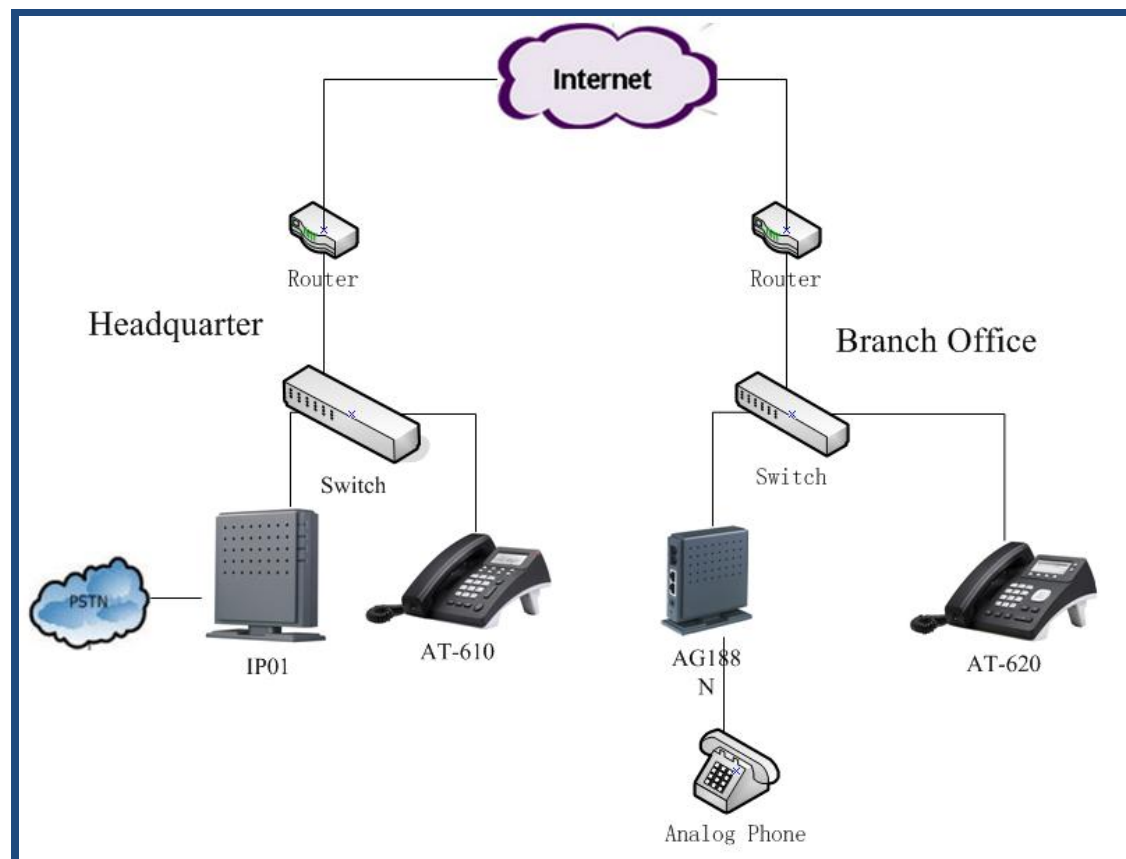 Internet
Router
Router
Headquarter
Branch Office
Switch
Switch
PSTN
IP01
AT-610
AG188
N
AT-620
Analog Phone